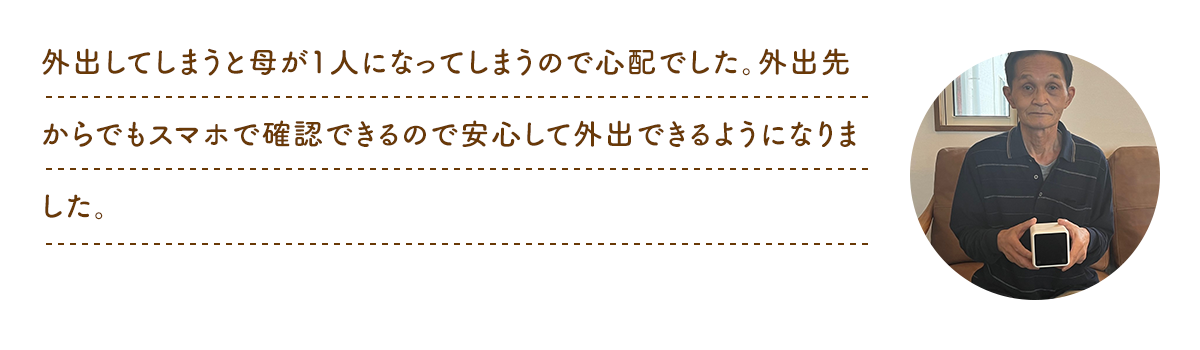 外出してしまうと母が1人になってしまうので心配でした。外出先
からでもスマホで確認できるので安心して外出できるようになりま
した。